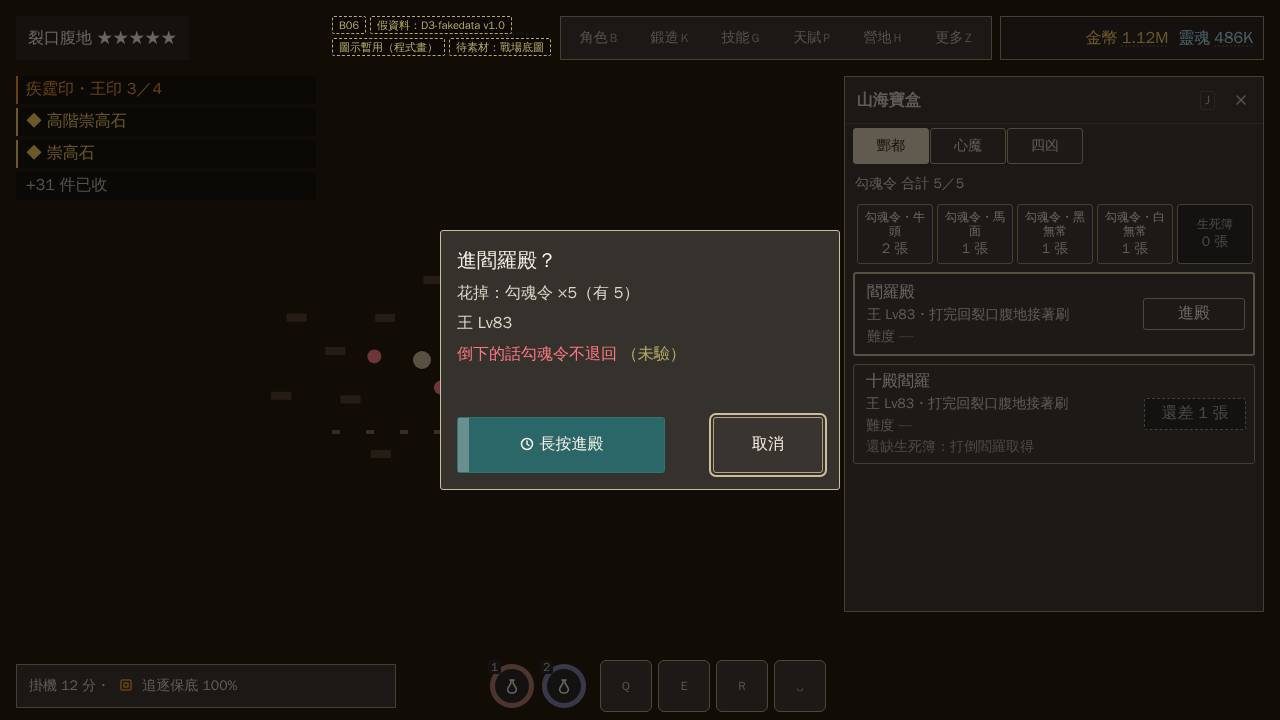 裂口腹地 ★★★★★
B06 假資料：D3-fakedata v1.0
圖示暫用（程式畫） 待素材：戰場底圖
角色B 鍛造K 技能G 天賦P 營地H 更多Z
金幣 1.12M 靈魂 486K
疾霆印・王印 3／4
◆ 高階崇高石
◆ 崇高石
+31 件已收
山海寶盒 J ✕
酆都 心魔 四凶
勾魂令 合計 5／5
勾魂令・牛頭 2 張
勾魂令・馬面 1 張
勾魂令・黑無常 1 張
勾魂令・白無常 1 張
生死簿 0 張
閻羅殿
王 Lv83・打完回裂口腹地接著刷
難度 —
進殿
十殿閻羅
王 Lv83・打完回裂口腹地接著刷
難度 —
還缺生死簿：打倒閻羅取得
還差 1 張
進閻羅殿？
花掉：勾魂令 ×5（有 5）
王 Lv83
倒下的話勾魂令不退回 （未驗）
長按進殿 取消
掛機 12 分・ 追逐保底 100%
1 2 Q E R ⎵